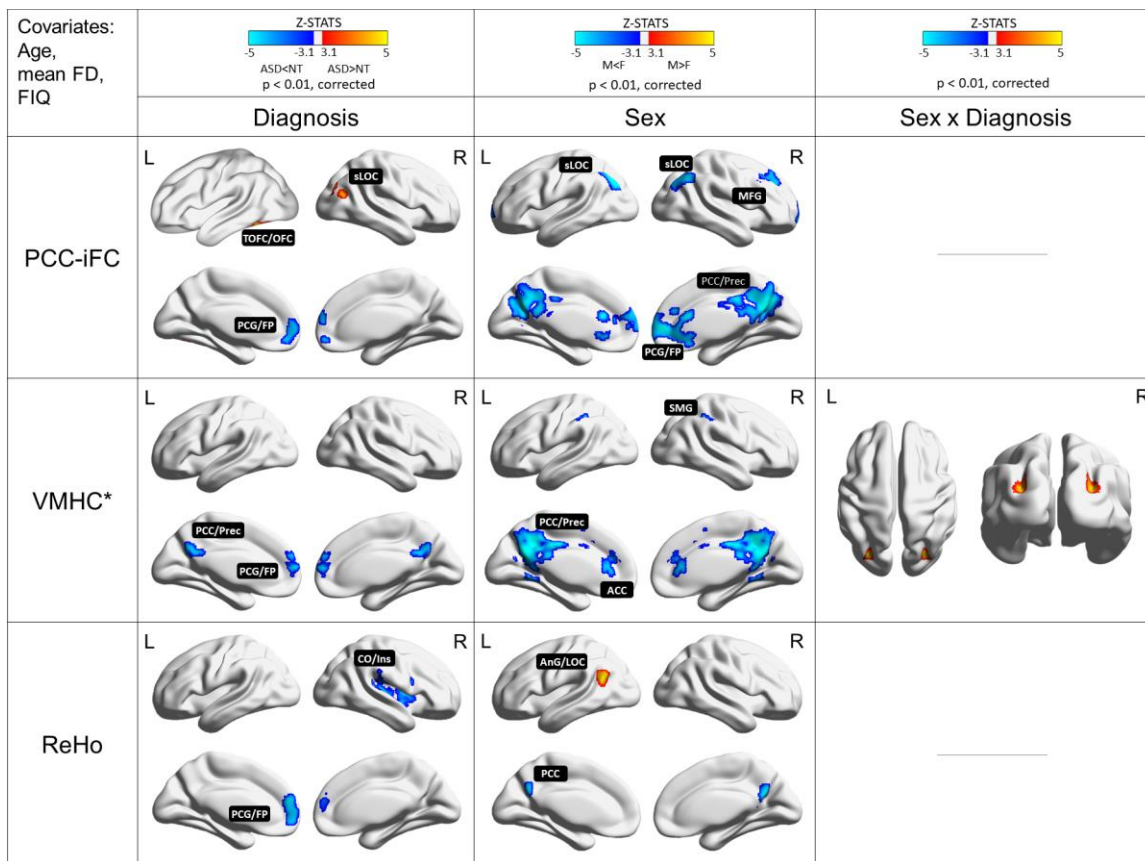 Covariates:
Age,
mean FD,
FIQ
Z-STATS
-5 -3.1 3.1 5
ASD<NT ASD>NT
p < 0.01, corrected
Z-STATS
-5 -3.1 3.1 5
M<F M>F
p < 0.01, corrected
Z-STATS
-5 -3.1 3.1 5
p < 0.01, corrected
Diagnosis
Sex
Sex x Diagnosis
PCC-iFC
L R
sLOC
TOFC/OFC
PCG/FP
L R
sLOC sLOC
MFG
PCC/Prec
PCG/FP
VMHC*
L R
PCC/Prec
PCG/FP
L R
SMG
PCC/Prec
ACC
L R
ReHo
L R
CO/Ins
PCG/FP
L R
AnG/LOC
PCC